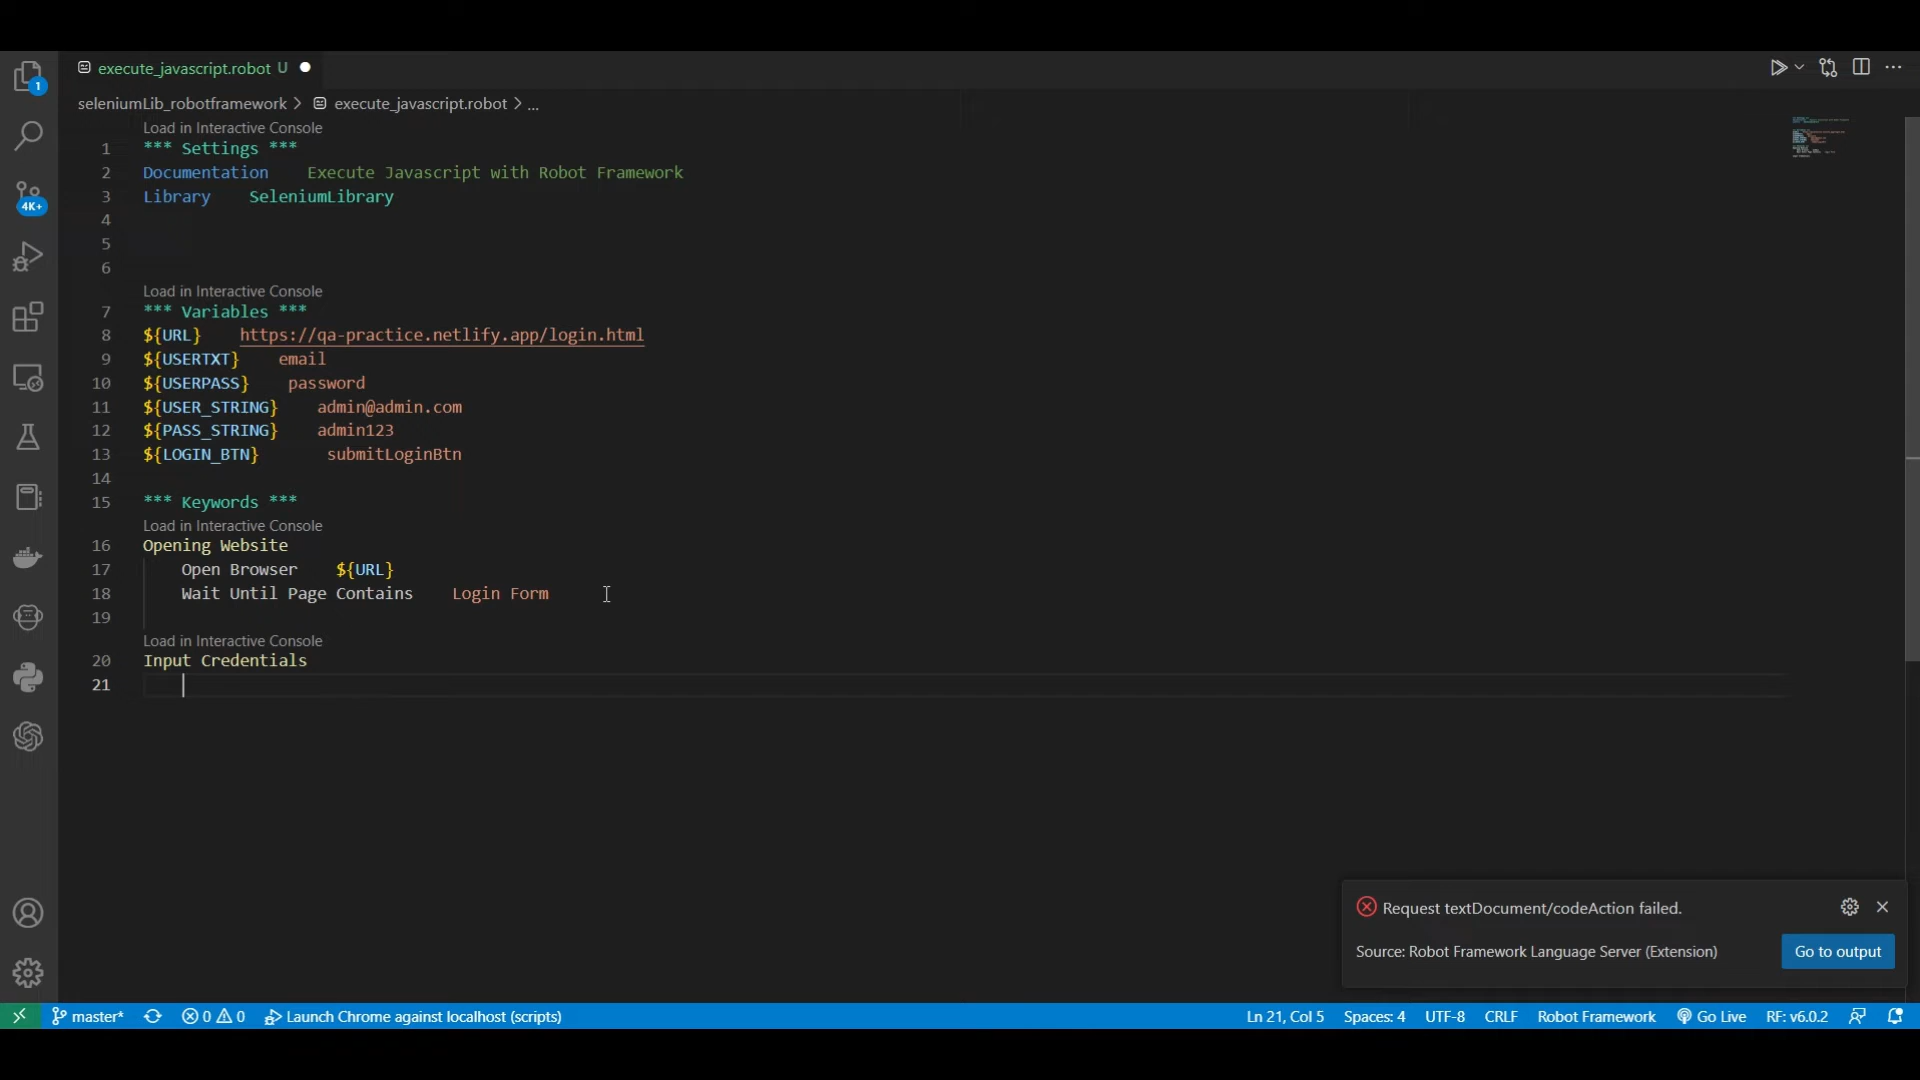 execute_javascript.robot U
seleniumLib_robotframework > execute_javascript.robot > ...
Load in Interactive Console
1 *** Settings ***
2 Documentation    Execute Javascript with Robot Framework
3 Library    SeleniumLibrary
4
5
6
Load in Interactive Console
7 *** Variables ***
8 ${URL}    https://qa-practice.netlify.app/login.html
9 ${USERTXT}    email
10 ${USERPASS}    password
11 ${USER_STRING}    admin@admin.com
12 ${PASS_STRING}    admin123
13 ${LOGIN_BTN}       submitLoginBtn
14
15 *** Keywords ***
Load in Interactive Console
16 Opening Website
17     Open Browser    ${URL}
18     Wait Until Page Contains    Login Form
19
Load in Interactive Console
20 Input Credentials
21
1
4K+
Request textDocument/codeAction failed.
Source: Robot Framework Language Server (Extension)
Go to output
master* 0 0 Launch Chrome against localhost (scripts) Ln 21, Col 5 Spaces: 4 UTF-8 CRLF Robot Framework Go Live RF: v6.0.2